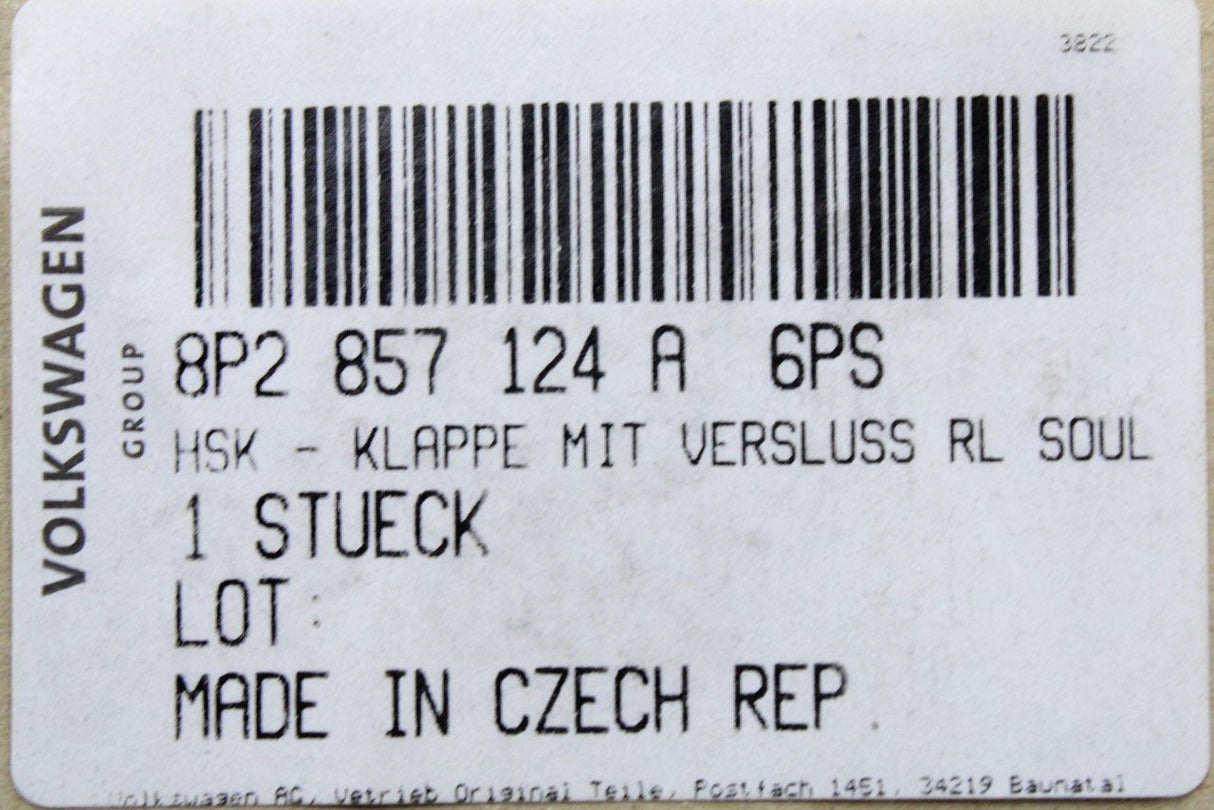 3822
VOLKSWAGEN
GROUP
8P2 857 124 A 6PS
HSK - KLAPPE MIT VERSLUSS RL SOUL
1 STUECK
LOT:
MADE IN CZECH REP.
Volkswagen AG, Vetrieb Original Teile, Postfach 1451, 34219 Baunatal